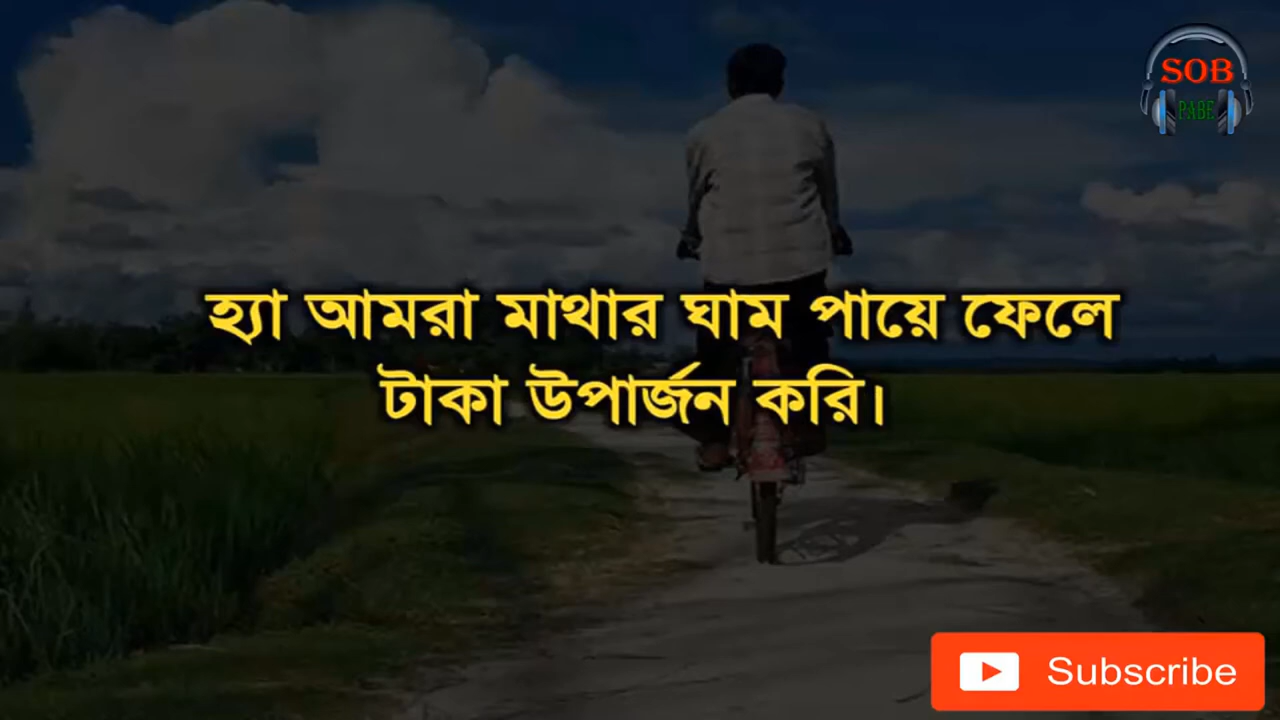 SOB
PABE
হ্যা আমরা মাথার ঘাম পায়ে ফেলে
টাকা উপার্জন করি।
Subscribe